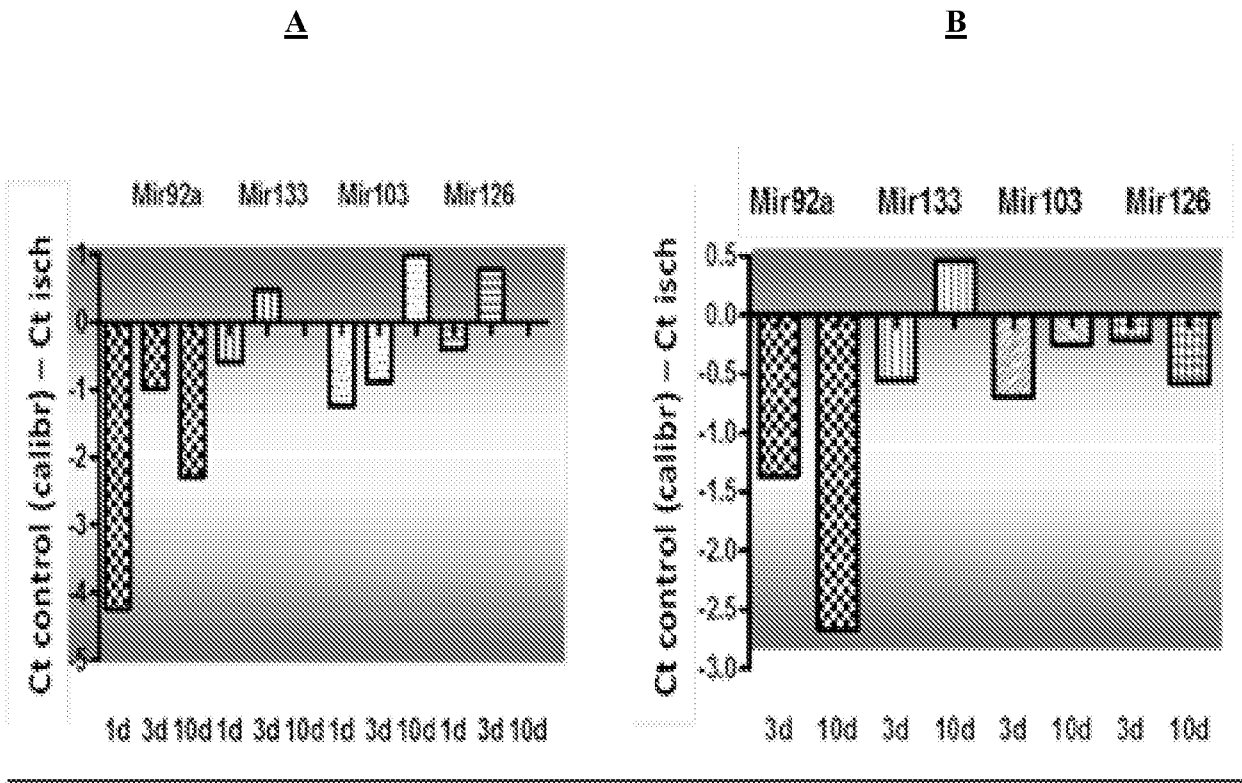 A
B
Mir92a Mir133 Mir103 Mir126
Ct control (calibr) – Ct isch
1
0
-1
-2
-3
-4
-5
1d 3d 10d 1d 3d 10d 1d 3d 10d 1d 3d 10d
Mir92a Mir133 Mir103 Mir126
Ct control (calibr) – Ct isch
0.5
0.0
-0.5
-1.0
-1.5
-2.0
-2.5
-3.0
3d 10d 3d 10d 3d 10d 3d 10d